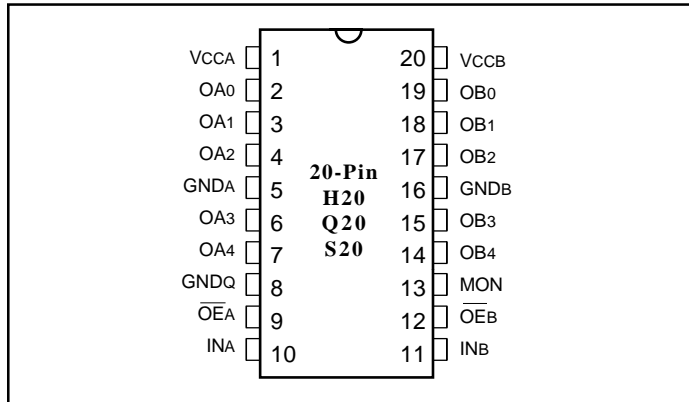 VCCA 1 20 VCCB
OA0 2 19 OB0
OA1 3 18 OB1
OA2 4 17 OB2
20-Pin
GNDA 5 16 GNDB
H20
Q20
OA3 6 15 OB3
S20
OA4 7 14 OB4
GNDQ 8 13 MON
O̅E̅A 9 12 O̅E̅B
INA 10 11 INB